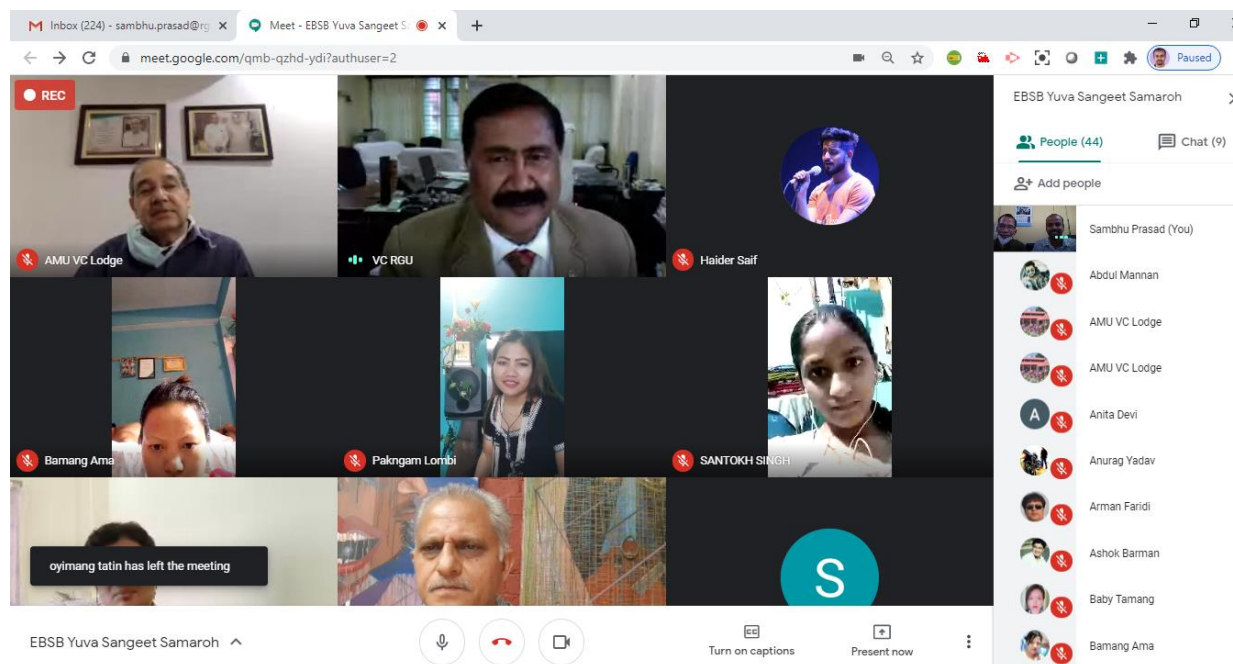 Inbox (224) - sambhu.prasad@rg
Meet - EBSB Yuva Sangeet S
meet.google.com/qmb-qzhd-ydi?authuser=2
Paused
REC
AMU VC Lodge
VC RGU
Haider Saif
Bamang Ama
Pakngam Lombi
SANTOKH SINGH
oyimang tatin has left the meeting
S
EBSB Yuva Sangeet Samaroh
People (44)
Chat (9)
Add people
Sambhu Prasad (You)
Abdul Mannan
AMU VC Lodge
AMU VC Lodge
A
Anita Devi
Anurag Yadav
Arman Faridi
Ashok Barman
Baby Tamang
Bamang Ama
EBSB Yuva Sangeet Samaroh
CC
Turn on captions
Present now